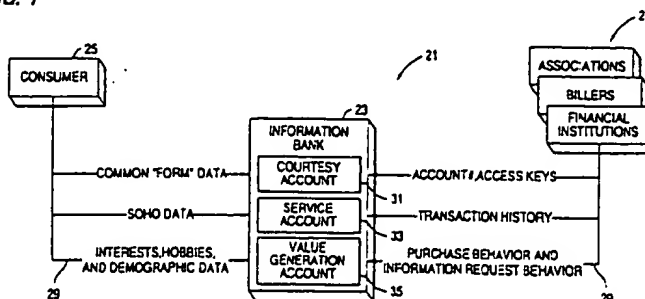 25
CONSUMER
21
2
ASSOCIATIONS
BILLERS
FINANCIAL
INSTITUTIONS
23
INFORMATION
BANK
COMMON "FORM" DATA
COURTESY
ACCOUNT
31
ACCOUNT#,ACCESS KEYS
SOHO DATA
SERVICE
ACCOUNT
33
TRANSACTION HISTORY
INTERESTS,HOBBIES,
AND DEMOGRAPHIC DATA
VALUE
GENERATION
ACCOUNT
35
PURCHASE BEHAVIOR AND
INFORMATION REQUEST BEHAVIOR
29
29